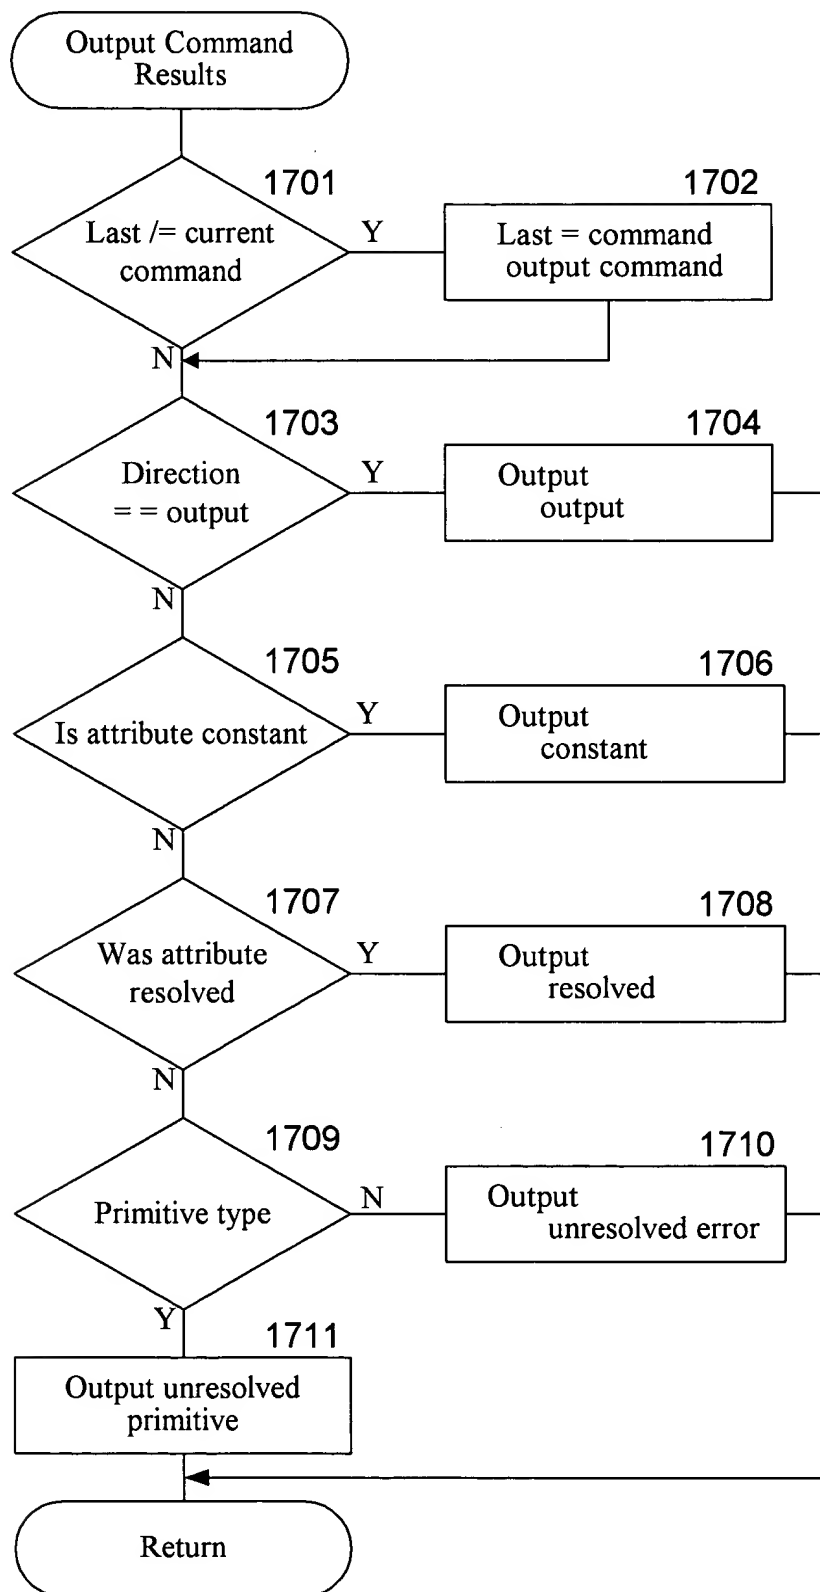 Output Command
Results
1701
Last /= current
command
Y
N
1702
Last = command
output command
1703
Direction
= = output
Y
N
1704
Output
output
1705
Is attribute constant
Y
N
1706
Output
constant
1707
Was attribute
resolved
Y
N
1708
Output
resolved
1709
Primitive type
N
Y
1710
Output
unresolved error
1711
Output unresolved
primitive
Return